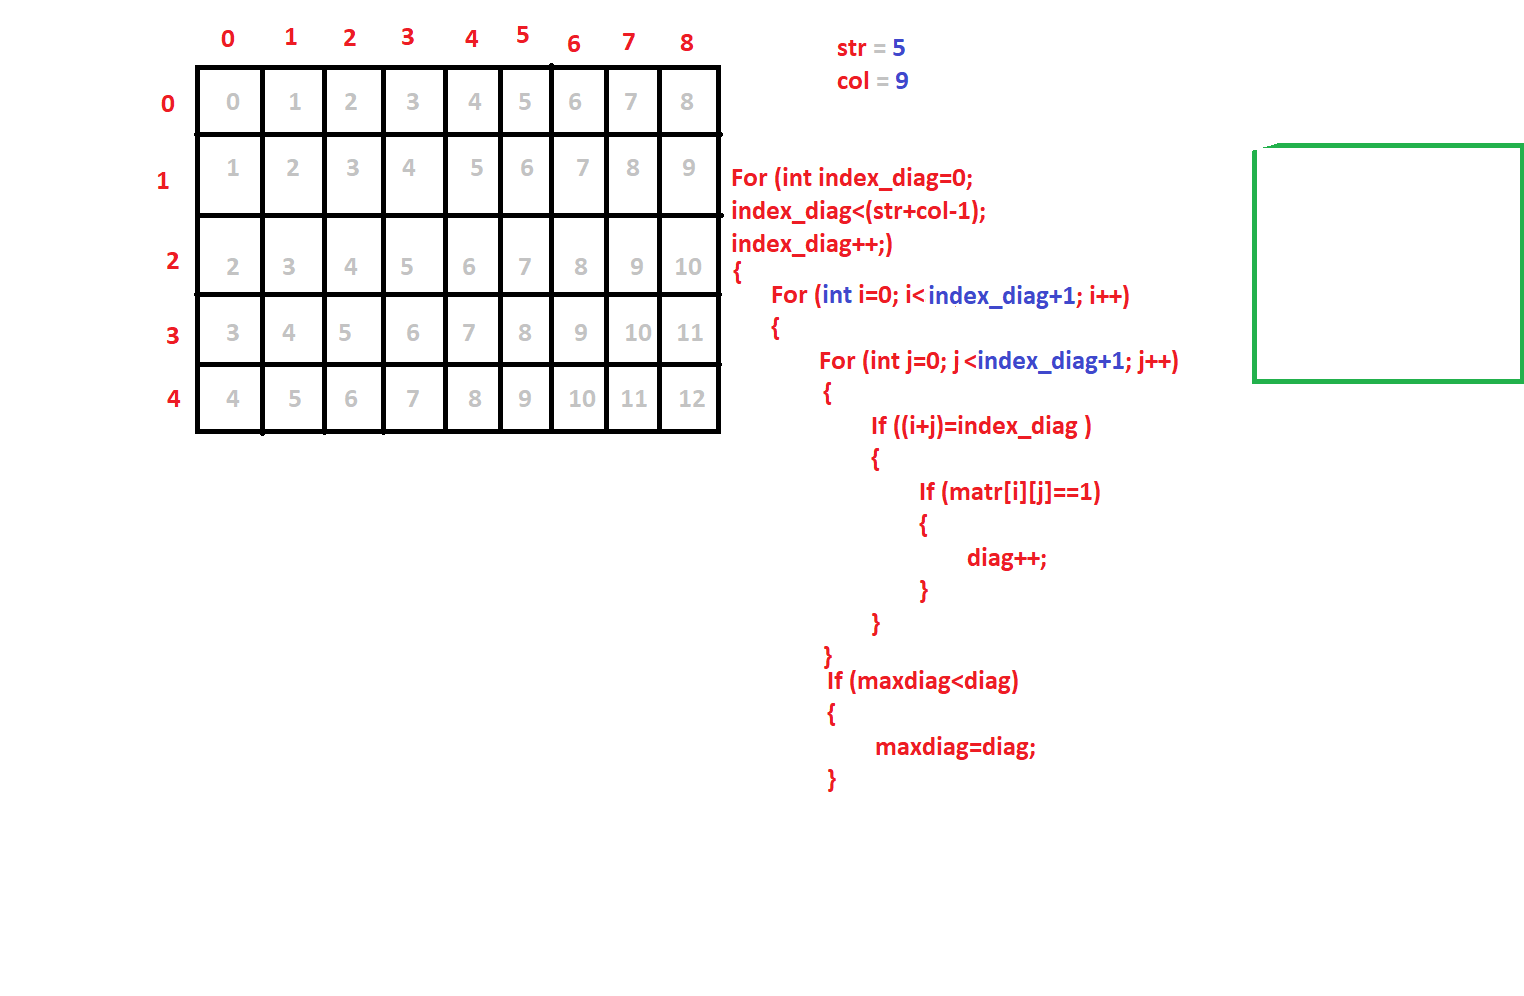 0 1 2 3 4 5 6 7 8
0 0 1 2 3 4 5 6 7 8
1 1 2 3 4 5 6 7 8 9
2 2 3 4 5 6 7 8 9 10
3 3 4 5 6 7 8 9 10 11
4 4 5 6 7 8 9 10 11 12
str = 5
col = 9
For (int index_diag=0;
index_diag<(str+col-1);
index_diag++;)
{
For (int i=0; i<index_diag+1; i++)
{
For (int j=0; j <index_diag+1; j++)
{
If ((i+j)=index_diag )
{
If (matr[i][j]==1)
{
diag++;
}
}
}
If (maxdiag<diag)
{
maxdiag=diag;
}